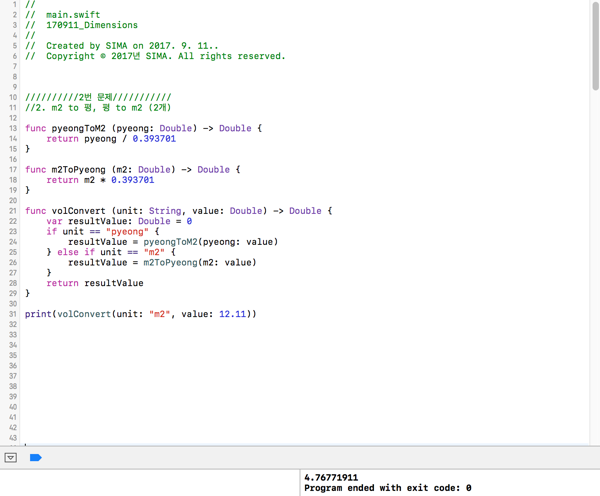 1 //
2 //  main.swift
3 //  170911_Dimensions
4 //
5 //  Created by SIMA on 2017. 9. 11..
6 //  Copyright © 2017년 SIMA. All rights reserved.
7
8
9
10 //////////2번 문제///////////
11 //2. m2 to 평, 평 to m2 (2개)
12
13 func pyeongToM2 (pyeong: Double) -> Double {
14     return pyeong / 0.393701
15 }
16
17 func m2ToPyeong (m2: Double) -> Double {
18     return m2 * 0.393701
19 }
20
21 func volConvert (unit: String, value: Double) -> Double {
22     var resultValue: Double = 0
23     if unit == "pyeong" {
24         resultValue = pyeongToM2(pyeong: value)
25     } else if unit == "m2" {
26         resultValue = m2ToPyeong(m2: value)
27     }
28     return resultValue
29 }
30
31 print(volConvert(unit: "m2", value: 12.11))
32
33
34
35
36
37
38
39
40
41
42
43
4.76771911
Program ended with exit code: 0